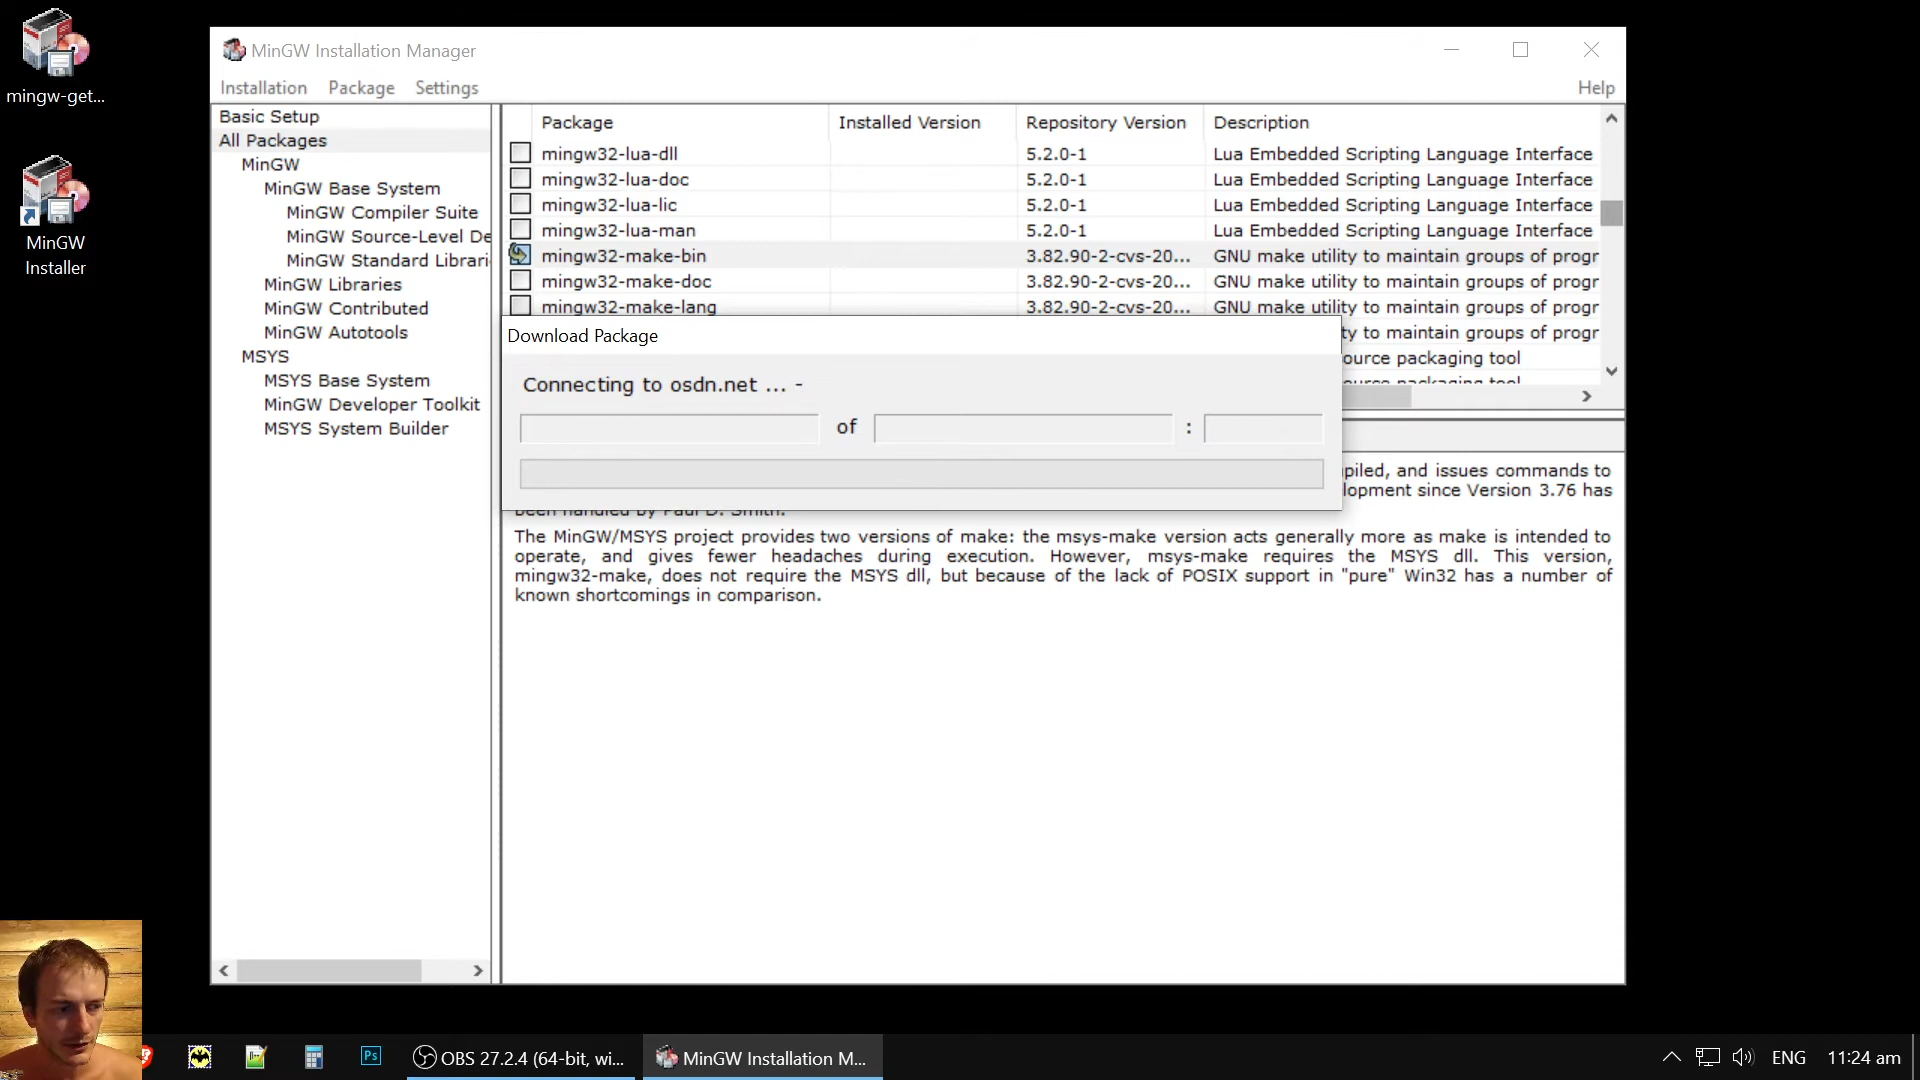 mingw-get...
MinGW
Installer
MinGW Installation Manager
Installation Package Settings Help
Basic Setup
All Packages
MinGW
MinGW Base System
MinGW Compiler Suite
MinGW Source-Level De
MinGW Standard Librari
MinGW Libraries
MinGW Contributed
MinGW Autotools
MSYS
MSYS Base System
MinGW Developer Toolkit
MSYS System Builder
Package Installed Version Repository Version Description
mingw32-lua-dll 5.2.0-1 Lua Embedded Scripting Language Interface
mingw32-lua-doc 5.2.0-1 Lua Embedded Scripting Language Interface
mingw32-lua-lic 5.2.0-1 Lua Embedded Scripting Language Interface
mingw32-lua-man 5.2.0-1 Lua Embedded Scripting Language Interface
mingw32-make-bin 3.82.90-2-cvs-20... GNU make utility to maintain groups of progr
mingw32-make-doc 3.82.90-2-cvs-20... GNU make utility to maintain groups of progr
mingw32-make-lang 3.82.90-2-cvs-20... GNU make utility to maintain groups of progr
ty to maintain groups of progr
ource packaging tool
ource packaging tool
Download Package
Connecting to osdn.net ... -
of :
piled, and issues commands to
lopment since Version 3.76 has
been handled by Paul D. Smith.
The MinGW/MSYS project provides two versions of make: the msys-make version acts generally more as make is intended to
operate, and gives fewer headaches during execution. However, msys-make requires the MSYS dll. This version,
mingw32-make, does not require the MSYS dll, but because of the lack of POSIX support in "pure" Win32 has a number of
known shortcomings in comparison.
Ps
OBS 27.2.4 (64-bit, wi...
MinGW Installation M...
ENG
11:24 am